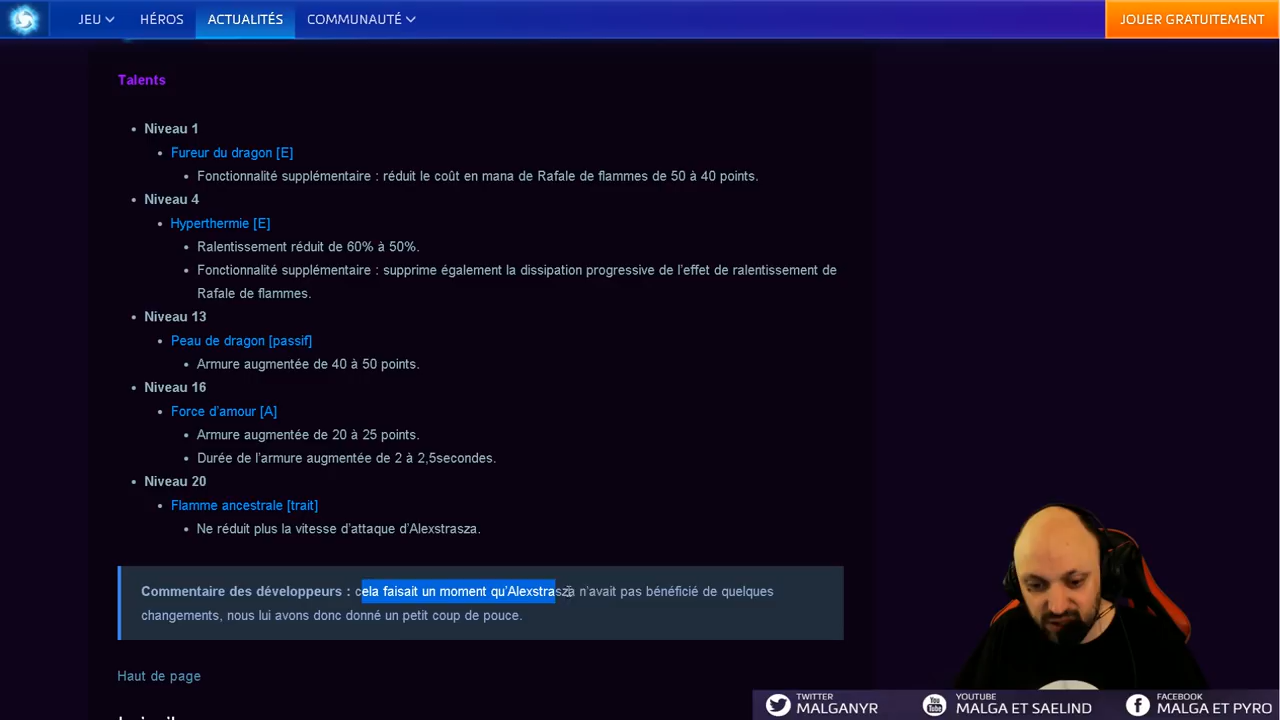 JEU HÉROS ACTUALITÉS COMMUNAUTÉ JOUER GRATUITEMENT
Talents
Niveau 1
Fureur du dragon [E]
Fonctionnalité supplémentaire : réduit le coût en mana de Rafale de flammes de 50 à 40 points.
Niveau 4
Hyperthermie [E]
Ralentissement réduit de 60% à 50%.
Fonctionnalité supplémentaire : supprime également la dissipation progressive de l'effet de ralentissement de
Rafale de flammes.
Niveau 13
Peau de dragon [passif]
Armure augmentée de 40 à 50 points.
Niveau 16
Force d'amour [A]
Armure augmentée de 20 à 25 points.
Durée de l'armure augmentée de 2 à 2,5secondes.
Niveau 20
Flamme ancestrale [trait]
Ne réduit plus la vitesse d'attaque d'Alexstrasza.
Commentaire des développeurs : cela faisait un moment qu'Alexstrasza n'avait pas bénéficié de quelques
changements, nous lui avons donc donné un petit coup de pouce.
Haut de page
TWITTER
MALGANYR
YOUTUBE
MALGA ET SAELIND
FACEBOOK
MALGA ET PYRO